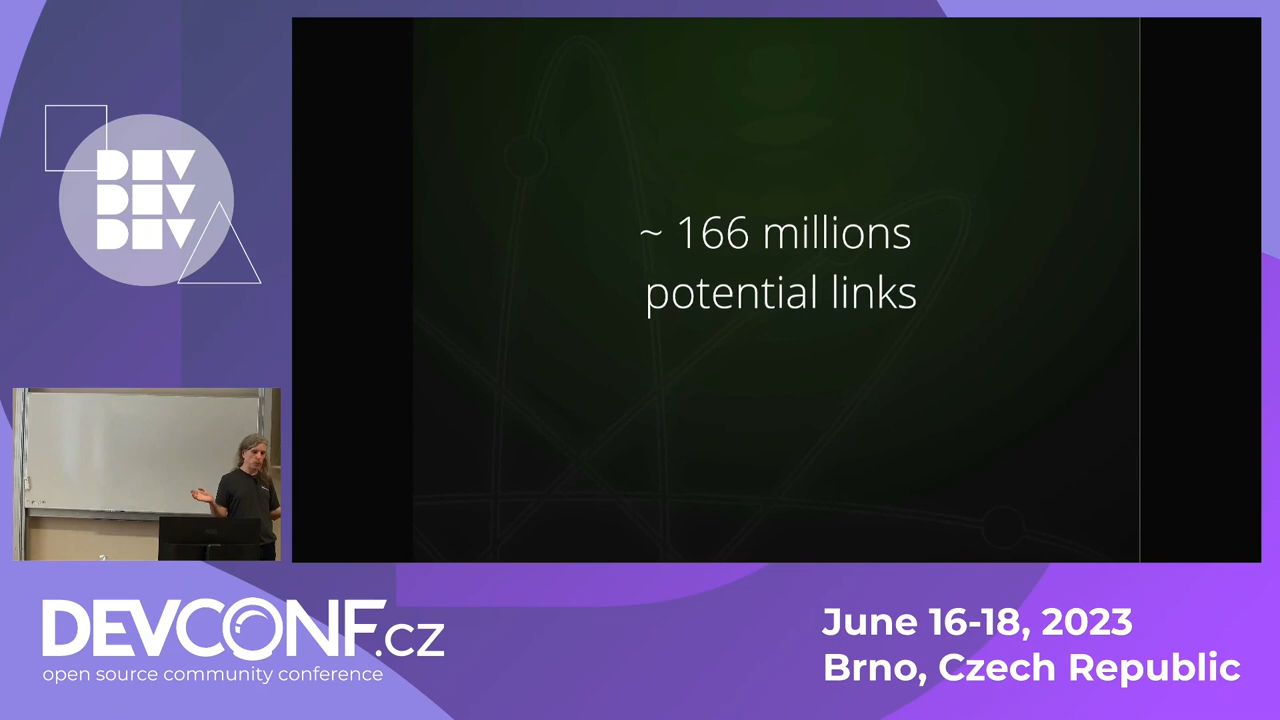 DEV
DEV
DEV
~ 166 millions
potential links
DEVCONF.cz
open source community conference
June 16-18, 2023
Brno, Czech Republic